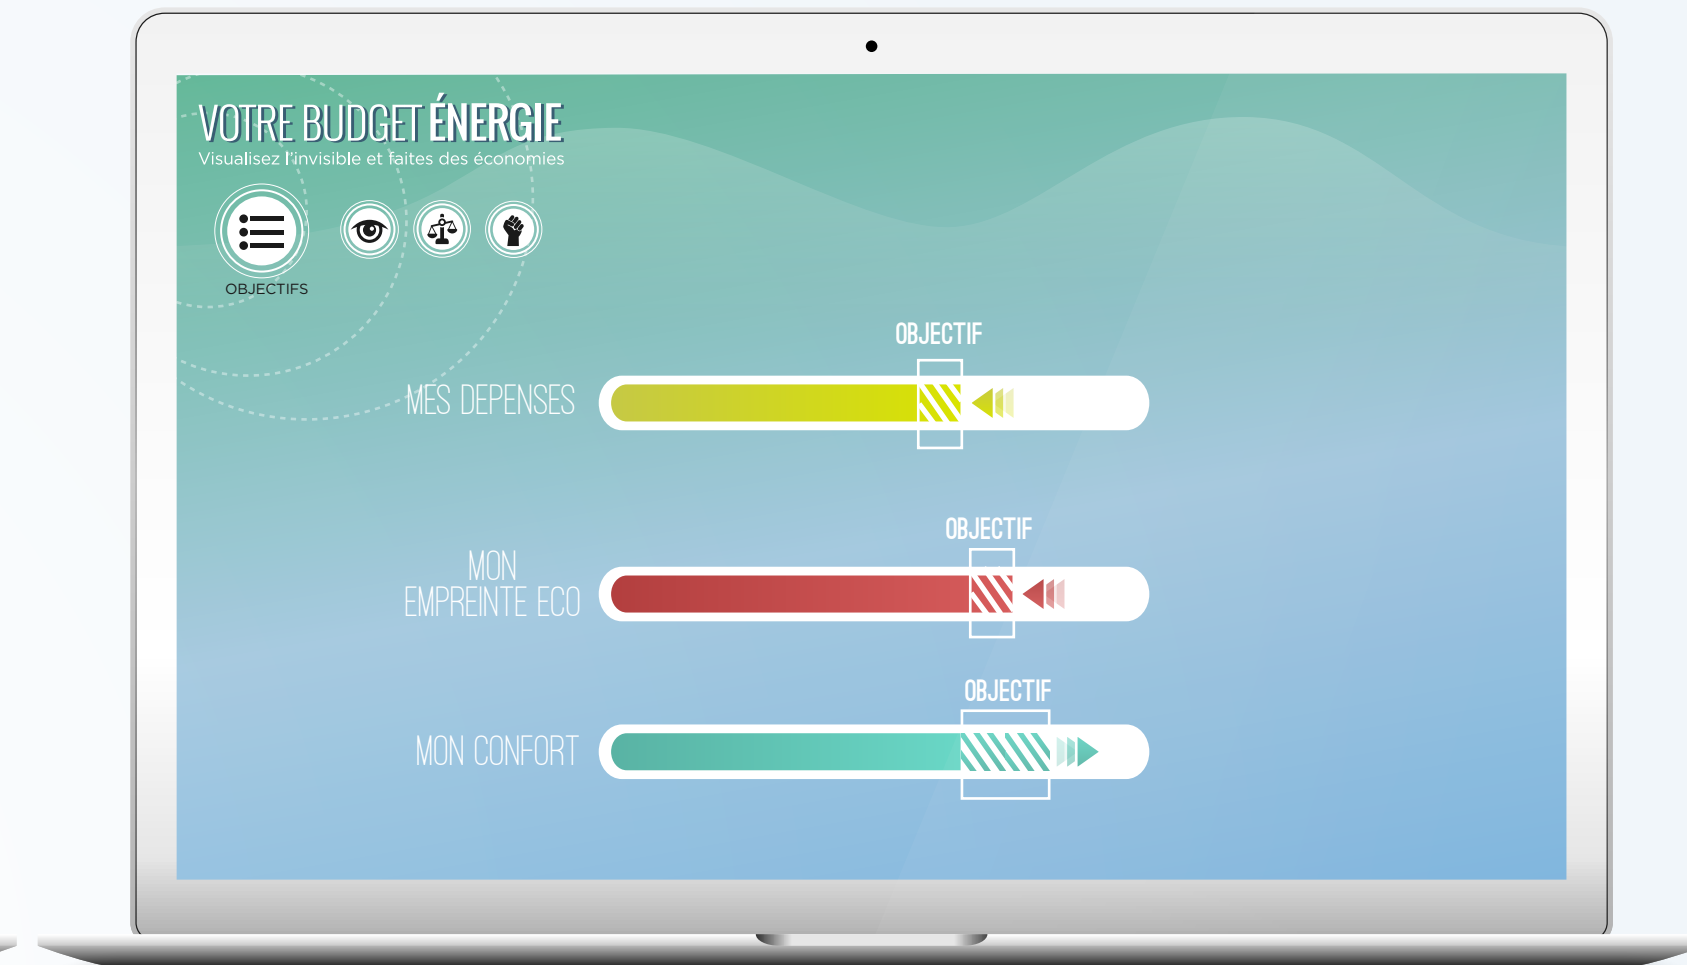 VOTRE BUDGET ÉNERGIE
Visualisez l'invisible et faites des économies
OBJECTIFS
OBJECTIF
MES DEPENSES
OBJECTIF
MON
EMPREINTE ECO
OBJECTIF
MON CONFORT